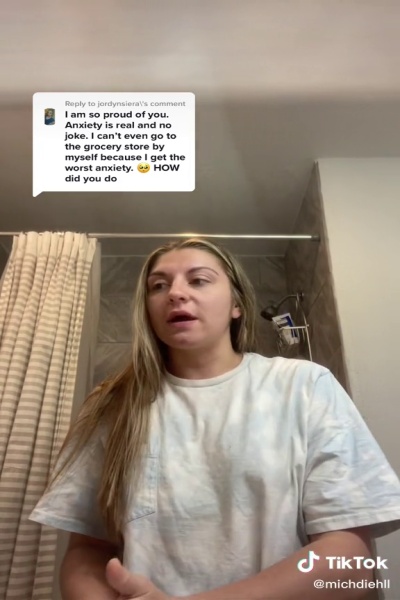 Reply to jordynsiera\'s comment
I am so proud of you.
Anxiety is real and no
joke. I can't even go to
the grocery store by
myself because I get the
worst anxiety. 🥺 HOW
did you do
TikTok
@michdiehll